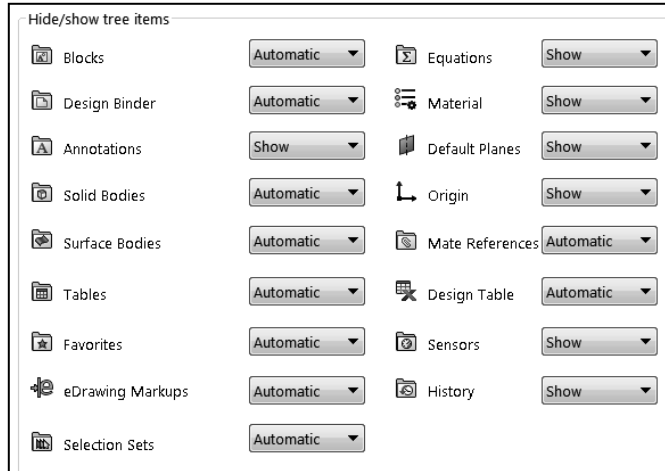 Hide/show tree items
Blocks Automatic Equations Show
Design Binder Automatic Material Show
Annotations Show Default Planes Show
Solid Bodies Automatic Origin Show
Surface Bodies Automatic Mate References Automatic
Tables Automatic Design Table Automatic
Favorites Automatic Sensors Show
eDrawing Markups Automatic History Show
Selection Sets Automatic